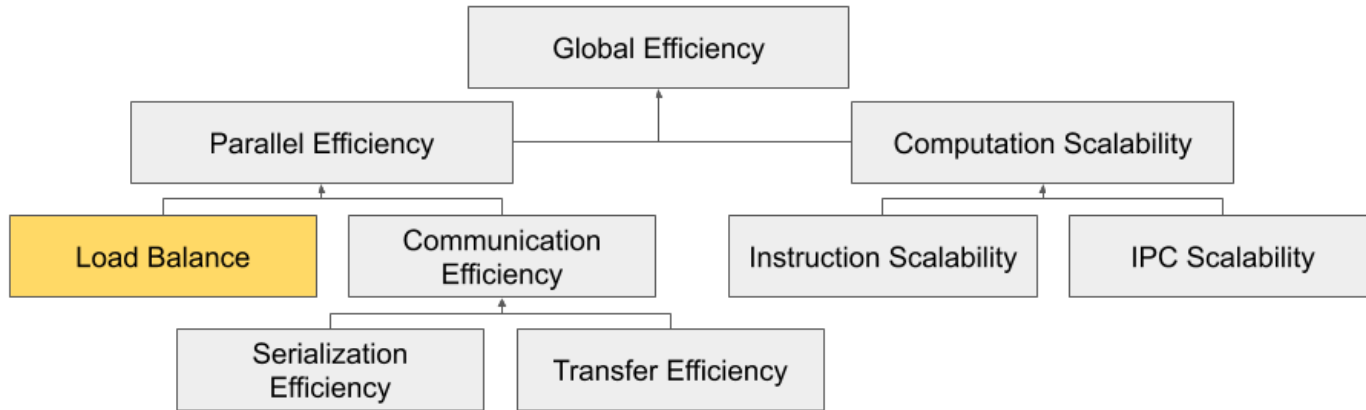 Global Efficiency
Parallel Efficiency
Computation Scalability
Load Balance
Communication
Efficiency
Instruction Scalability
IPC Scalability
Serialization
Efficiency
Transfer Efficiency